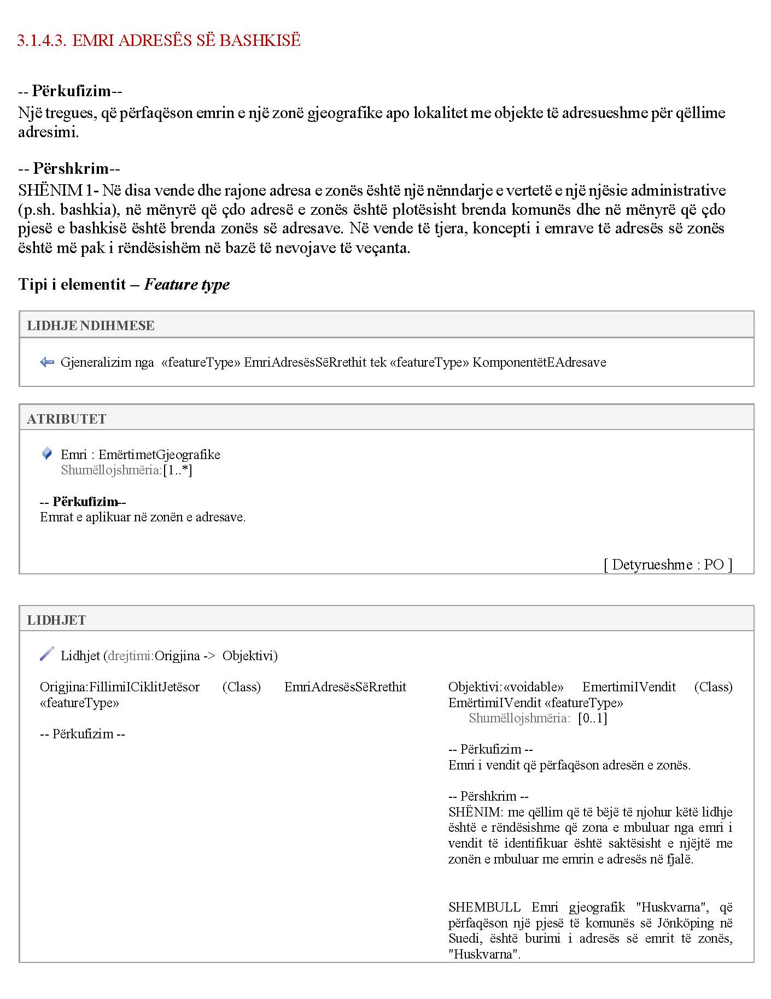 3.1.4.3. EMRI ADRESËS SË BASHKISË
-- Përkufizim--
Një tregues, që përfaqëson emrin e një zonë gjeografike apo lokalitet me objekte të adresueshme për qëllime
adresimi.
-- Përshkrim--
SHËNIM 1- Në disa vende dhe rajone adresa e zonës është një nënndarje e vertetë e një njësie administrative
(p.sh. bashkia), në mënyrë që çdo adresë e zonës është plotësisht brenda komunës dhe në mënyrë që çdo
pjesë e bashkisë është brenda zonës së adresave. Në vende të tjera, koncepti i emrave të adresës së zonës
është më pak i rëndësishëm në bazë të nevojave të veçanta.
Tipi i elementit – Feature type
LIDHJE NDIHMESE
Gjeneralizim nga «featureType» EmriAdresësSëRrethit tek «featureType» KomponentëtEAdresave
ATRIBUTET
Emri : EmërtimetGjeografike
Shumëllojshmëria:[1..*]
-- Përkufizim--
Emrat e aplikuar në zonën e adresave.
[ Detyrueshme : PO ]
LIDHJET
Lidhjet (drejtimi:Origjina -> Objektivi)
Origjina:FillimiICiklitJetësor (Class) EmriAdresësSëRrethit
«featureType»
-- Përkufizim --
Objektivi:«voidable» EmertimiIVendit (Class)
EmërtimiIVendit «featureType»
Shumëllojshmëria: [0..1]
-- Përkufizim --
Emri i vendit që përfaqëson adresën e zonës.
-- Përshkrim --
SHËNIM: me qëllim që të bëjë të njohur këtë lidhje
është e rëndësishme që zona e mbuluar nga emri i
vendit të identifikuar është saktësisht e njëjtë me
zonën e mbuluar me emrin e adresës në fjalë.
SHEMBULL Emri gjeografik "Huskvarna", që
përfaqëson një pjesë të komunës së Jönköping në
Suedi, është burimi i adresës së emrit të zonës,
"Huskvarna".